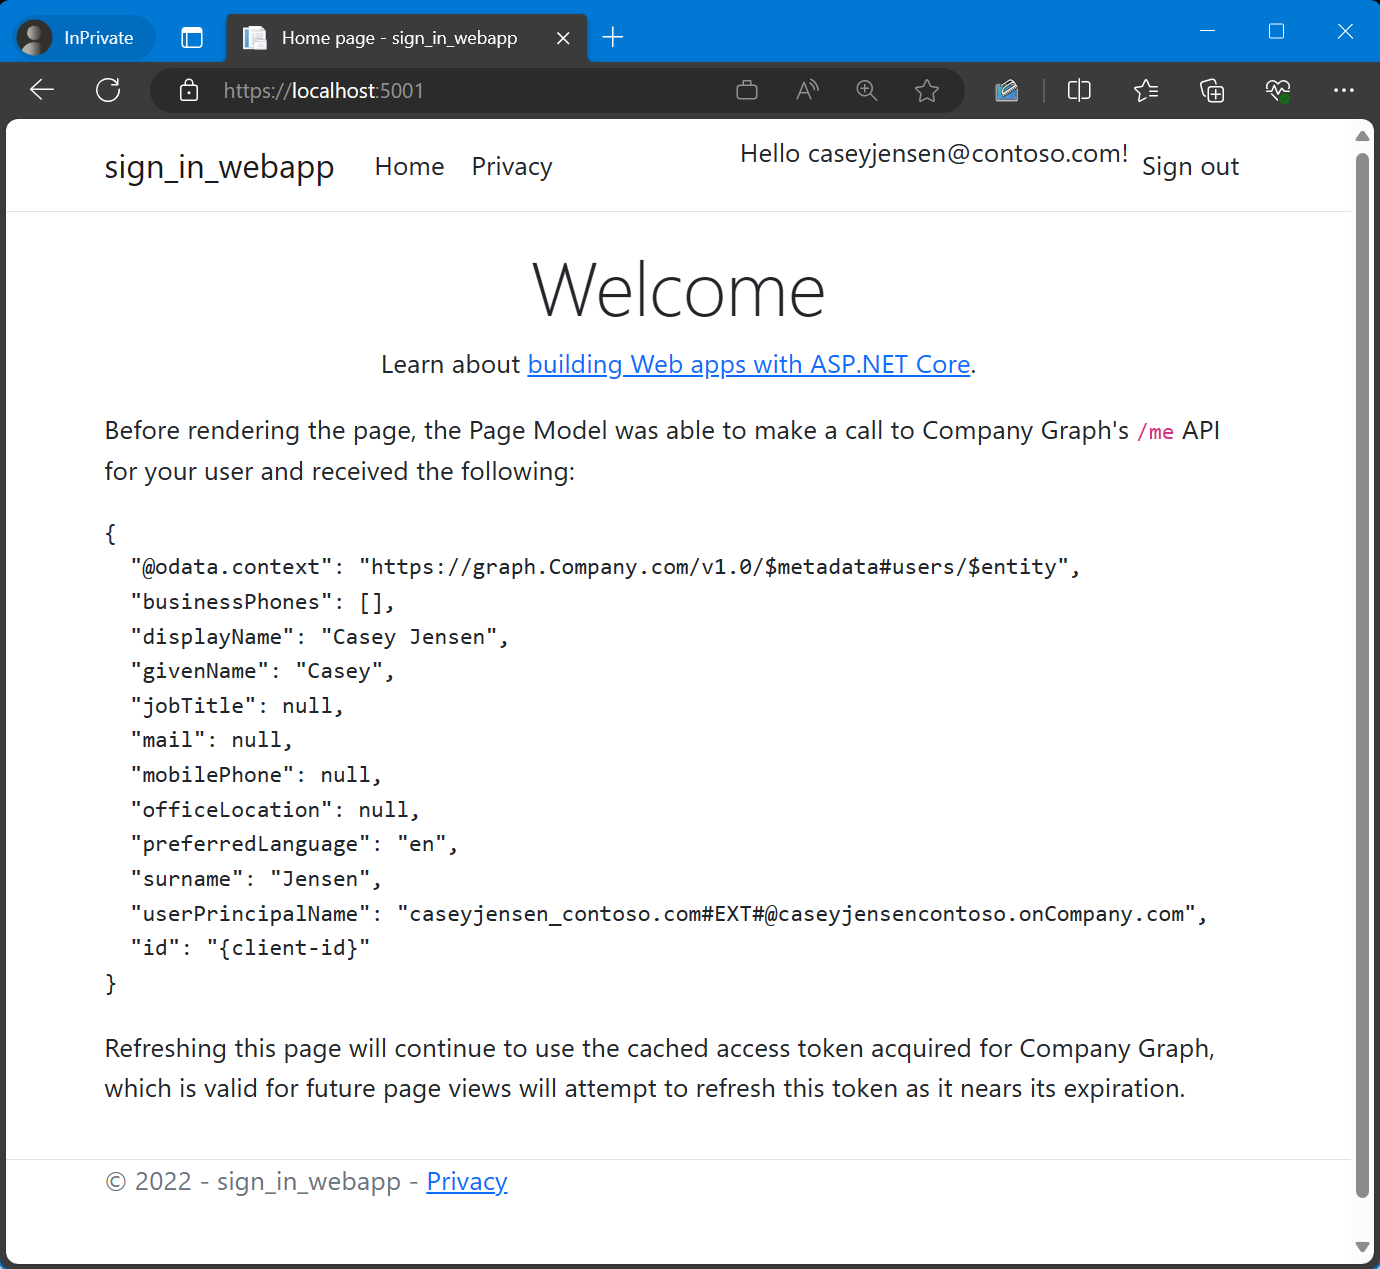 InPrivate
Home page - sign_in_webapp
https://localhost:5001
sign_in_webapp Home Privacy Hello caseyjensen@contoso.com! Sign out
Welcome
Learn about building Web apps with ASP.NET Core.
Before rendering the page, the Page Model was able to make a call to Company Graph's /me API
for your user and received the following:
{
  "@odata.context": "https://graph.Company.com/v1.0/$metadata#users/$entity",
  "businessPhones": [],
  "displayName": "Casey Jensen",
  "givenName": "Casey",
  "jobTitle": null,
  "mail": null,
  "mobilePhone": null,
  "officeLocation": null,
  "preferredLanguage": "en",
  "surname": "Jensen",
  "userPrincipalName": "caseyjensen_contoso.com#EXT#@caseyjensencontoso.onCompany.com",
  "id": "{client-id}"
}
Refreshing this page will continue to use the cached access token acquired for Company Graph,
which is valid for future page views will attempt to refresh this token as it nears its expiration.
© 2022 - sign_in_webapp - Privacy